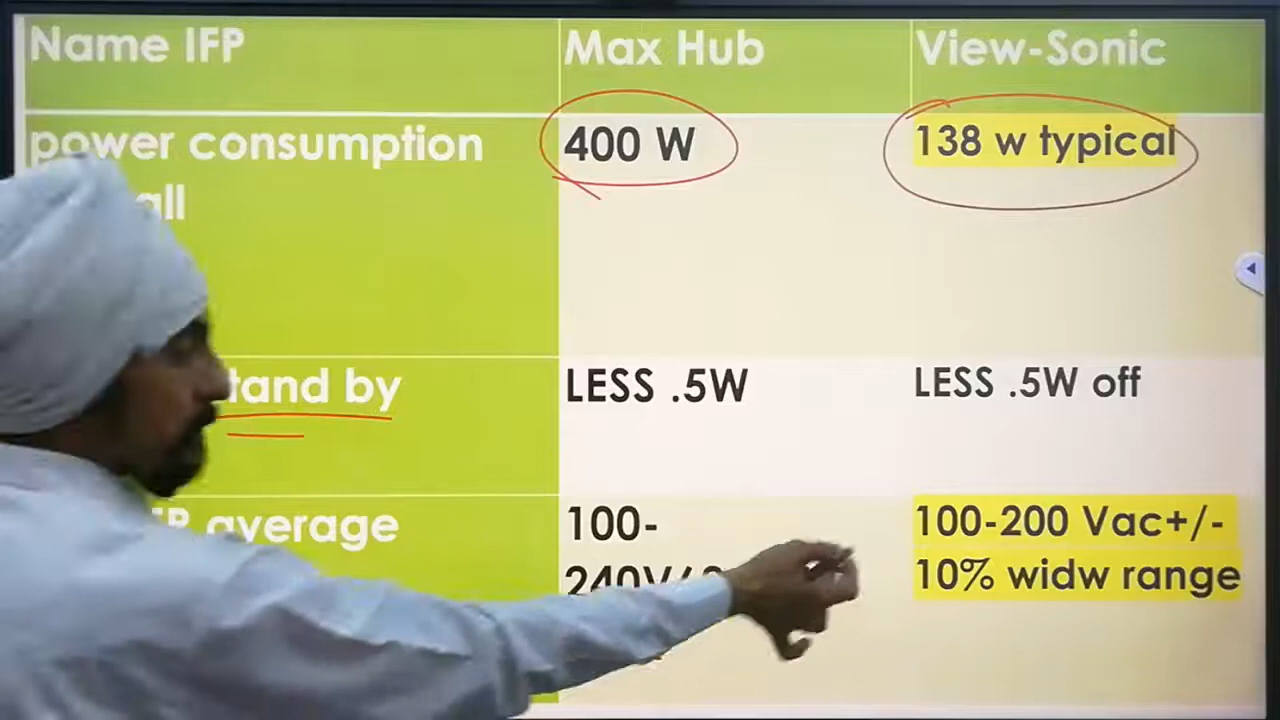 Name IFP Max Hub View-Sonic
power consumption 400 W 138 w typical
tand by LESS .5W LESS .5W off
average 100- 100-200 Vac+/-
10% widw range